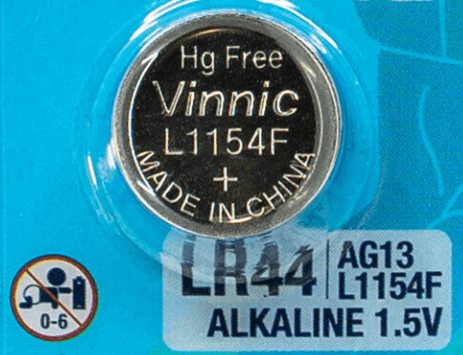 Hg Free
Vinnic
L1154F
+
MADE IN CHINA
LR44
AG13
L1154F
ALKALINE 1.5V
0-6